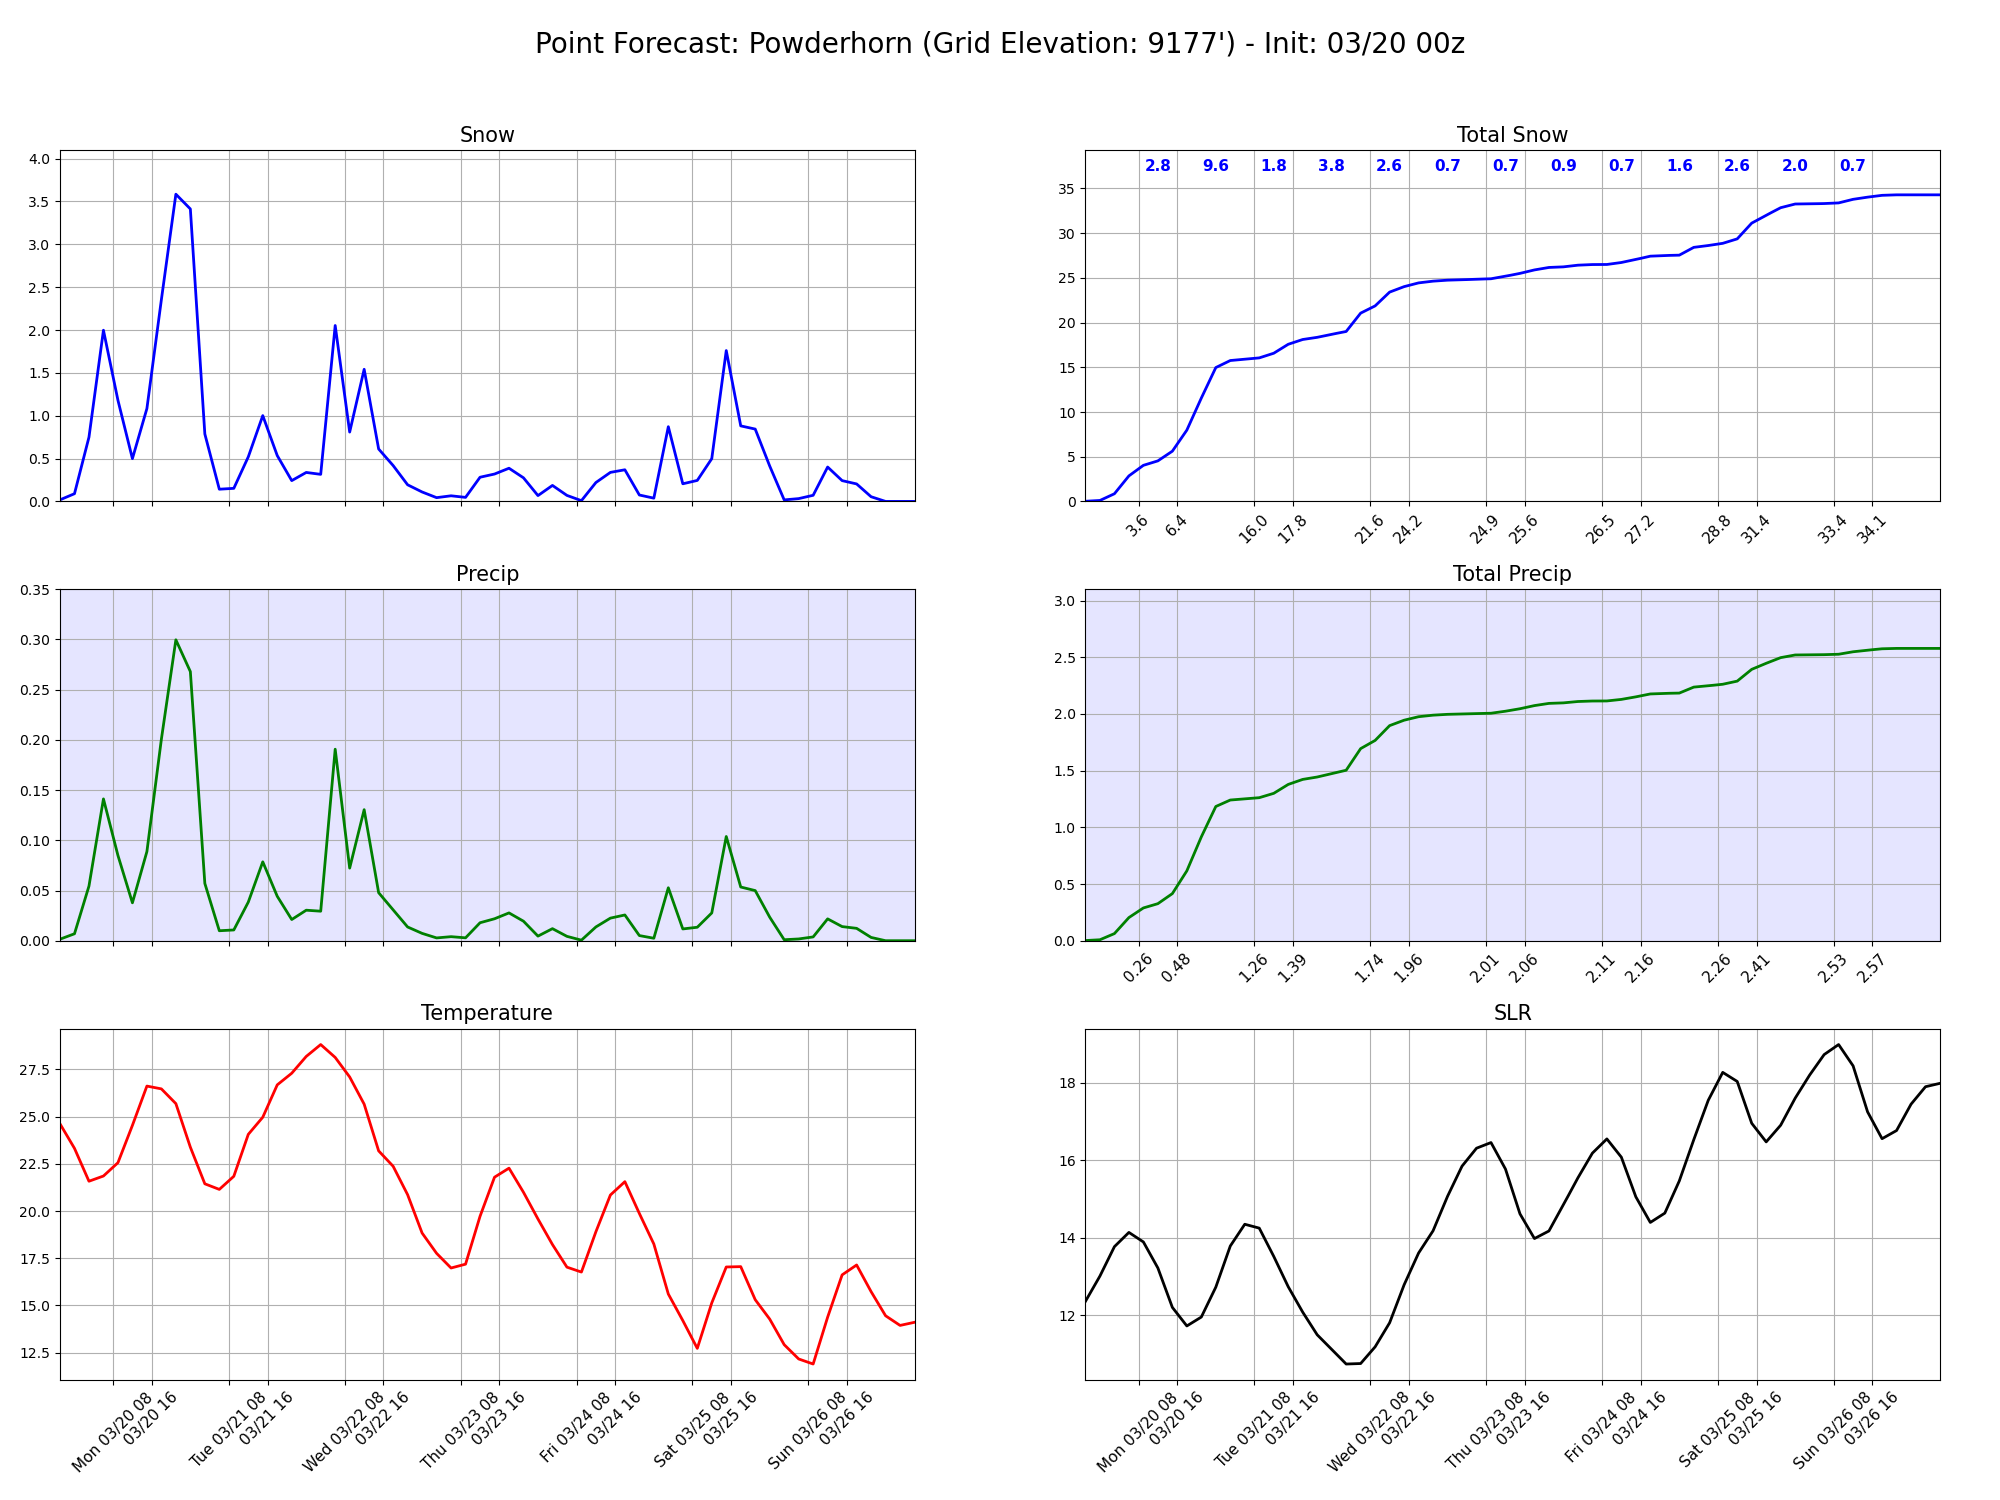 Point Forecast: Powderhorn (Grid Elevation: 9177') - Init: 03/20 00z
Snow
4.0
3.5
3.0
2.5
2.0
1.5
1.0
0.5
0.0
Total Snow
2.8 9.6 1.8 3.8 2.6 0.7 0.7 0.9 0.7 1.6 2.6 2.0 0.7
35
30
25
20
15
10
5
0
3.6 6.4 16.0 17.8 21.6 24.2 24.9 25.6 26.5 27.2 28.8 31.4 33.4 34.1
Precip
0.35
0.30
0.25
0.20
0.15
0.10
0.05
0.00
Total Precip
3.0
2.5
2.0
1.5
1.0
0.5
0.0
0.26 0.48 1.26 1.39 1.74 1.96 2.01 2.06 2.11 2.16 2.26 2.41 2.53 2.57
Temperature
27.5
25.0
22.5
20.0
17.5
15.0
12.5
Mon 03/20 08
03/20 16
Tue 03/21 08
03/21 16
Wed 03/22 08
03/22 16
Thu 03/23 08
03/23 16
Fri 03/24 08
03/24 16
Sat 03/25 08
03/25 16
Sun 03/26 08
03/26 16
SLR
18
16
14
12
Mon 03/20 08
03/20 16
Tue 03/21 08
03/21 16
Wed 03/22 08
03/22 16
Thu 03/23 08
03/23 16
Fri 03/24 08
03/24 16
Sat 03/25 08
03/25 16
Sun 03/26 08
03/26 16